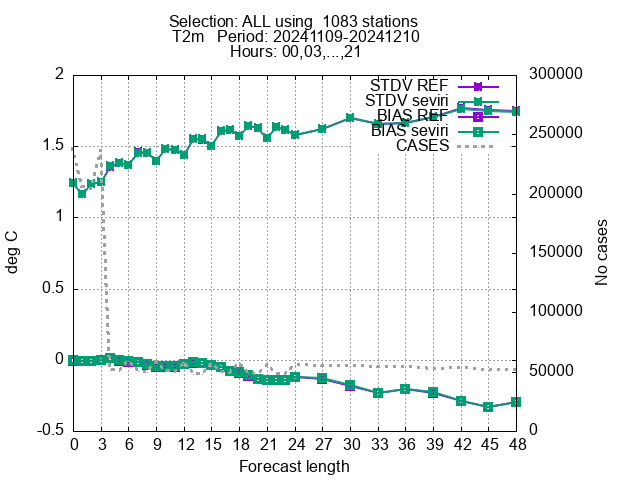 Selection: ALL using  1083 stations
T2m   Period: 20241109-20241210
Hours: 00,03,...,21
STDV REF
STDV seviri
BIAS REF
BIAS seviri
CASES
2
1.5
1
0.5
0
-0.5
deg C
300000
250000
200000
150000
100000
50000
0
No cases
0 3 6 9 12 15 18 21 24 27 30 33 36 39 42 45 48
Forecast length